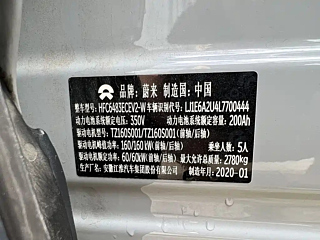 品牌：蔚来 制造国：中国
整车型号：HFC6483ECEV2-W 车辆识别代号：LJ1E6A2U4L7700444
动力电池系统额定电压：350V 动力电池系统额定容量：200Ah
驱动电机型号：TZ160S001/TZ160S001(前轴/后轴)
驱动电机峰值功率：160/160kW(前轴/后轴) 乘坐人数：5人
驱动电机额定功率：60/60kW(前轴/后轴) 最大允许总质量：2780kg
生产厂名：安徽江淮汽车集团股份有限公司 制造年月：2020-01